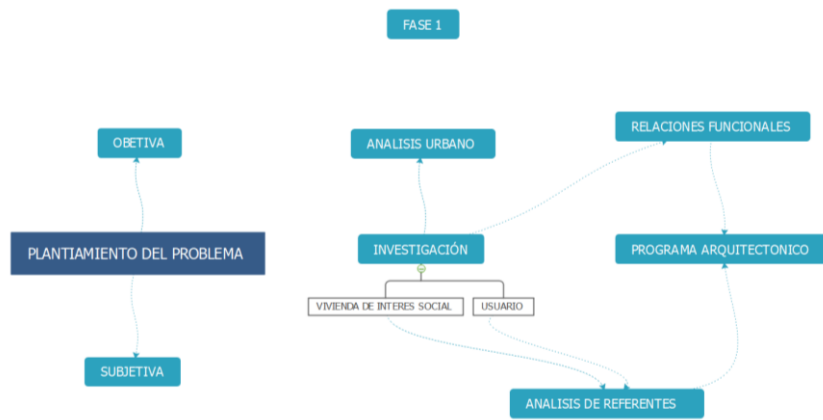 FASE 1
RELACIONES FUNCIONALES
OBETIVA
ANALISIS URBANO
PLANTIAMIENTO DEL PROBLEMA
INVESTIGACIÓN
PROGRAMA ARQUITECTONICO
VIVIENDA DE INTERES SOCIAL
USUARIO
SUBJETIVA
ANALISIS DE REFERENTES